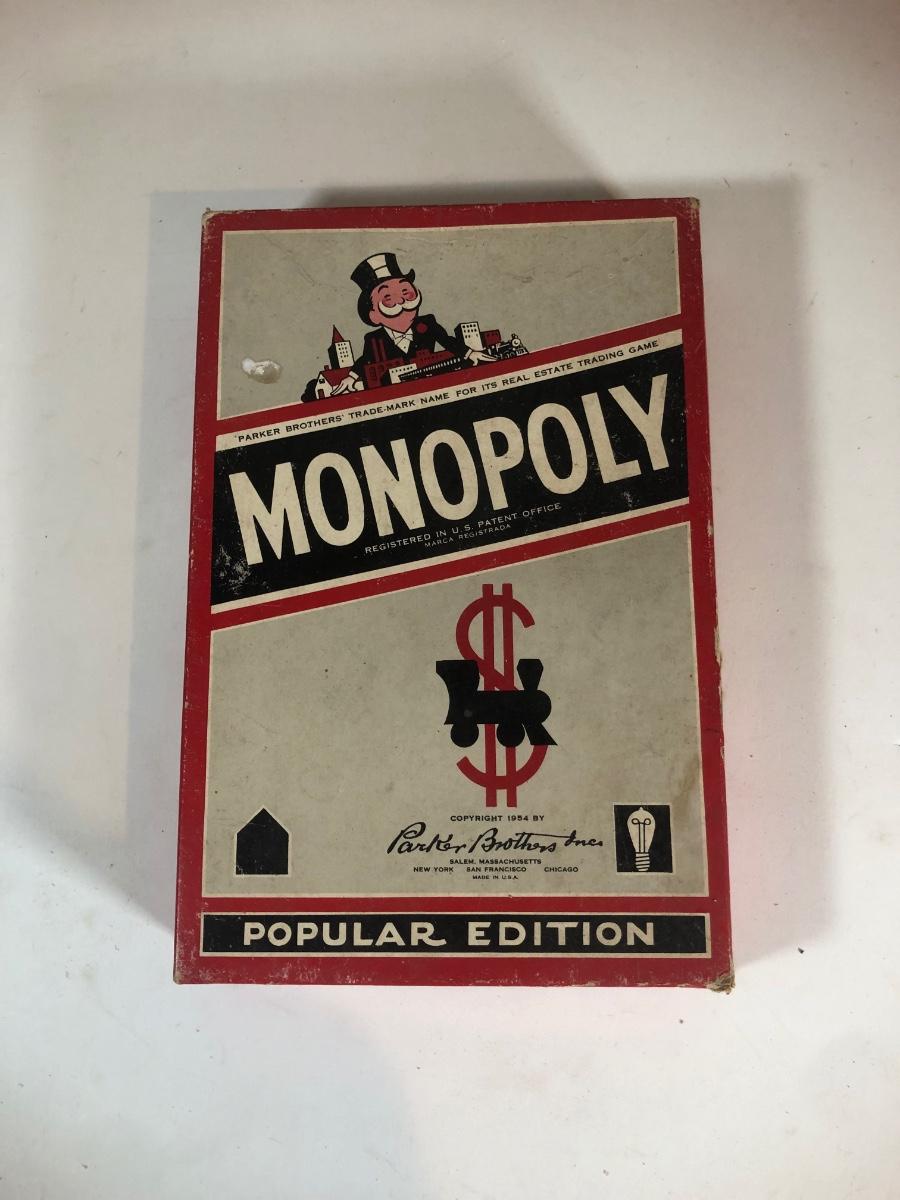 "PARKER BROTHERS' TRADE-MARK NAME FOR ITS REAL ESTATE TRADING GAME
MONOPOLY
REGISTERED IN U.S. PATENT OFFICE
MARCA REGISTRADA
COPYRIGHT 1954 BY
Parker Brothers Inc.
SALEM, MASSACHUSETTS
NEW YORK SAN FRANCISCO CHICAGO
MADE IN U.S.A.
POPULAR EDITION